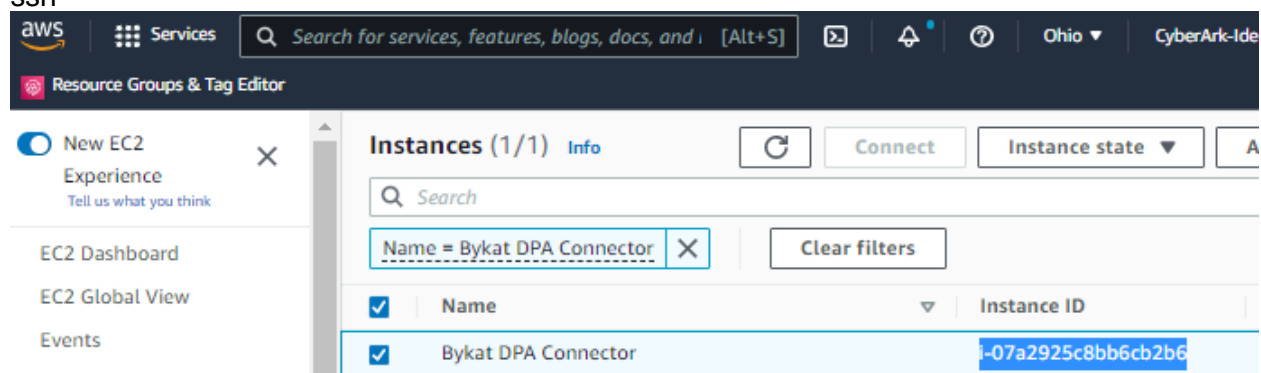 ssh
aws Services Search for services, features, blogs, docs, and [Alt+S] Ohio CyberArk-Ide
Resource Groups & Tag Editor
New EC2
Experience
Tell us what you think
EC2 Dashboard
EC2 Global View
Events
Instances (1/1) Info Connect Instance state A
Search
Name = Bykat DPA Connector Clear filters
Name Instance ID
Bykat DPA Connector i-07a2925c8bb6cb2b6